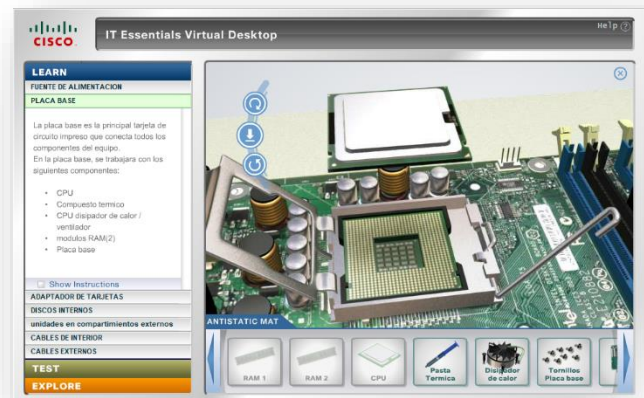 CISCO
IT Essentials Virtual Desktop
Help ?
LEARN
FUENTE DE ALIMENTACION
PLACA BASE
La placa base es la principal tarjeta de
circuito impreso que conecta todos los
componentes del equipo.
En la placa base, se trabajara con los
siguientes componentes:
• CPU
• Compuesto termico
• CPU disipador de calor /
ventilador
• modulos RAM(2)
• Placa base
Show Instructions
ADAPTADOR DE TARJETAS
DISCOS INTERNOS
unidades en compartimientos externos
CABLES DE INTERIOR
CABLES EXTERNOS
TEST
EXPLORE
ANTISTATIC MAT
RAM 1
RAM 2
CPU
Pasta
Termica
Disipador
de calor
Tornillos
Placa base